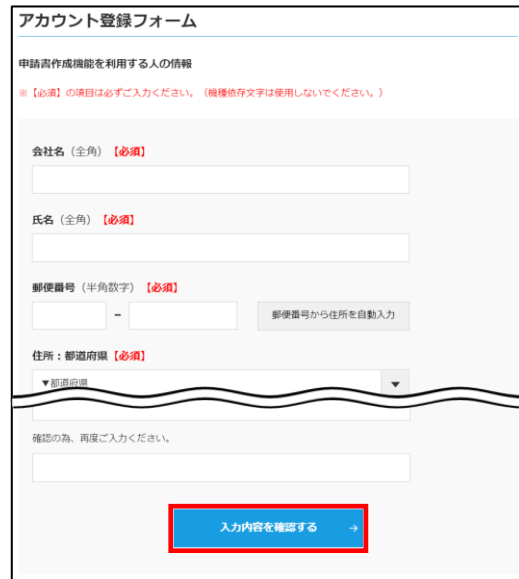 アカウント登録フォーム
申請書作成機能を利用する人の情報
※【必須】の項目は必ずご入力ください。（機種依存文字は使用しないでください。）
会社名（全角）【必須】
氏名（全角）【必須】
郵便番号（半角数字）【必須】
－ 郵便番号から住所を自動入力
住所：都道府県【必須】
▼都道府県 ▼
確認の為、再度ご入力ください。
入力内容を確認する →